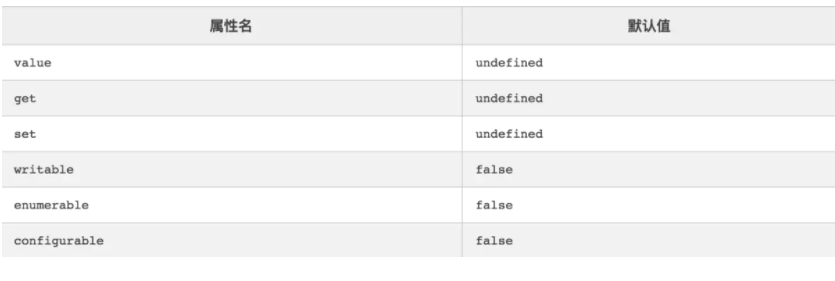 属性名 默认值
value undefined
get undefined
set undefined
writable false
enumerable false
configurable false